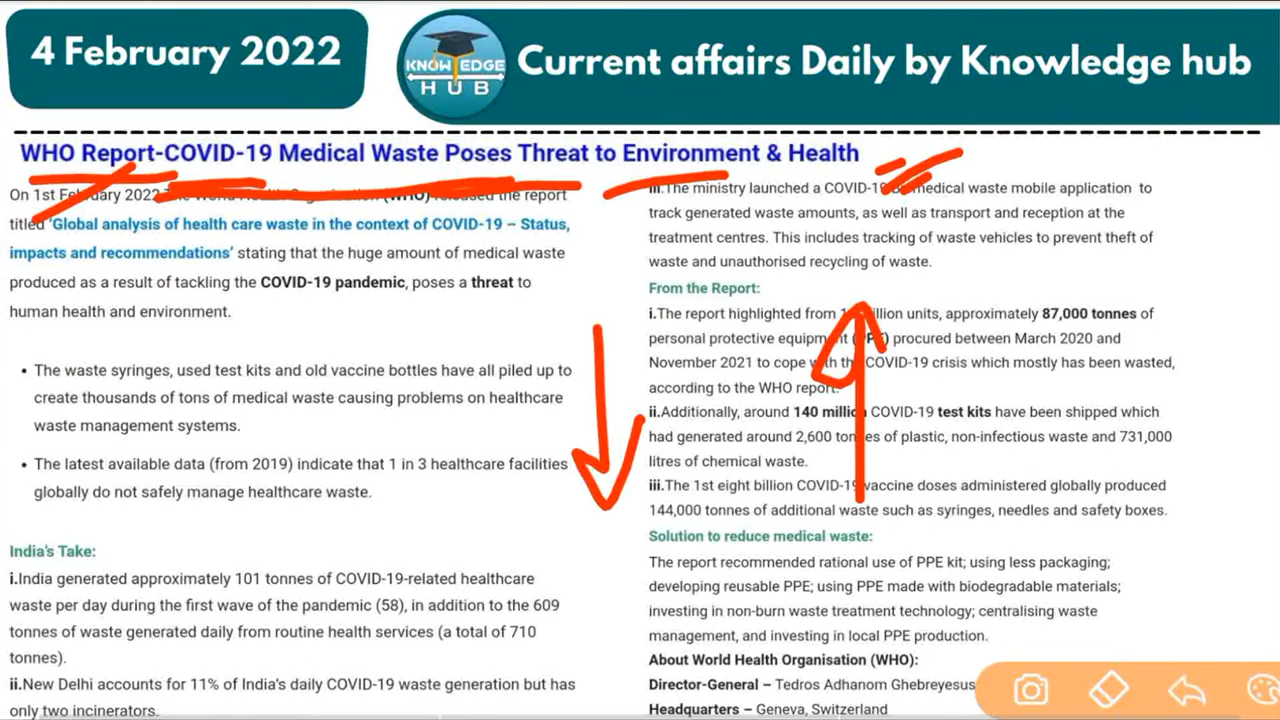 4 February 2022
KNOWLEDGE
HUB
Current affairs Daily by Knowledge hub
WHO Report-COVID-19 Medical Waste Poses Threat to Environment & Health
On 1st February 2022 The World Health Organisation (WHO) released the report
titled 'Global analysis of health care waste in the context of COVID-19 – Status,
impacts and recommendations' stating that the huge amount of medical waste
produced as a result of tackling the COVID-19 pandemic, poses a threat to
human health and environment.
• The waste syringes, used test kits and old vaccine bottles have all piled up to
create thousands of tons of medical waste causing problems on healthcare
waste management systems.
• The latest available data (from 2019) indicate that 1 in 3 healthcare facilities
globally do not safely manage healthcare waste.
India's Take:
i.India generated approximately 101 tonnes of COVID-19-related healthcare
waste per day during the first wave of the pandemic (58), in addition to the 609
tonnes of waste generated daily from routine health services (a total of 710
tonnes).
ii.New Delhi accounts for 11% of India's daily COVID-19 waste generation but has
only two incinerators.
iii.The ministry launched a COVID-19 medical waste mobile application to
track generated waste amounts, as well as transport and reception at the
treatment centres. This includes tracking of waste vehicles to prevent theft of
waste and unauthorised recycling of waste.
From the Report:
i.The report highlighted from units, approximately 87,000 tonnes of
personal protective equipment (PPE) procured between March 2020 and
November 2021 to cope with the COVID-19 crisis which mostly has been wasted,
according to the WHO report.
ii.Additionally, around 140 million COVID-19 test kits have been shipped which
had generated around 2,600 tonnes of plastic, non-infectious waste and 731,000
litres of chemical waste.
iii.The 1st eight billion COVID-19 vaccine doses administered globally produced
144,000 tonnes of additional waste such as syringes, needles and safety boxes.
Solution to reduce medical waste:
The report recommended rational use of PPE kit; using less packaging;
developing reusable PPE; using PPE made with biodegradable materials;
investing in non-burn waste treatment technology; centralising waste
management, and investing in local PPE production.
About World Health Organisation (WHO):
Director-General – Tedros Adhanom Ghebreyesus
Headquarters – Geneva, Switzerland